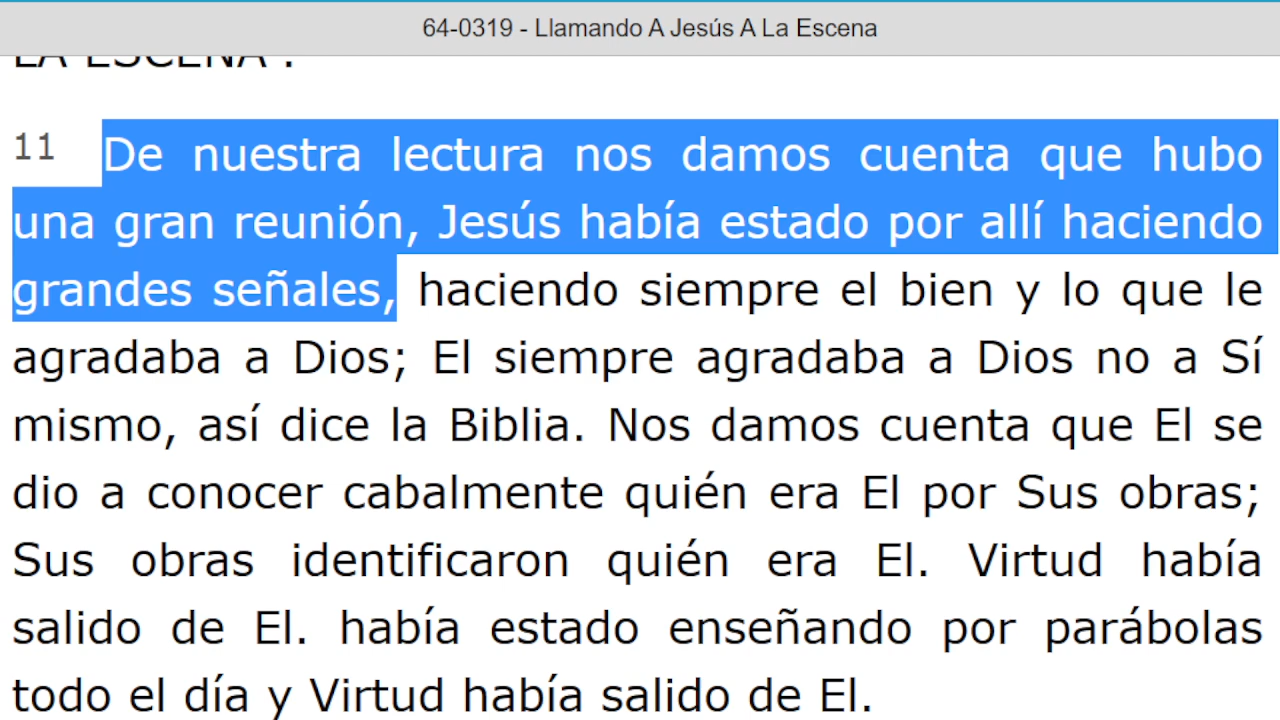 64-0319 - Llamando A Jesús A La Escena
LA ESCENA".
11 De nuestra lectura nos damos cuenta que hubo
una gran reunión, Jesús había estado por allí haciendo
grandes señales, haciendo siempre el bien y lo que le
agradaba a Dios; El siempre agradaba a Dios no a Sí
mismo, así dice la Biblia. Nos damos cuenta que El se
dio a conocer cabalmente quién era El por Sus obras;
Sus obras identificaron quién era El. Virtud había
salido de El. había estado enseñando por parábolas
todo el día y Virtud había salido de El.